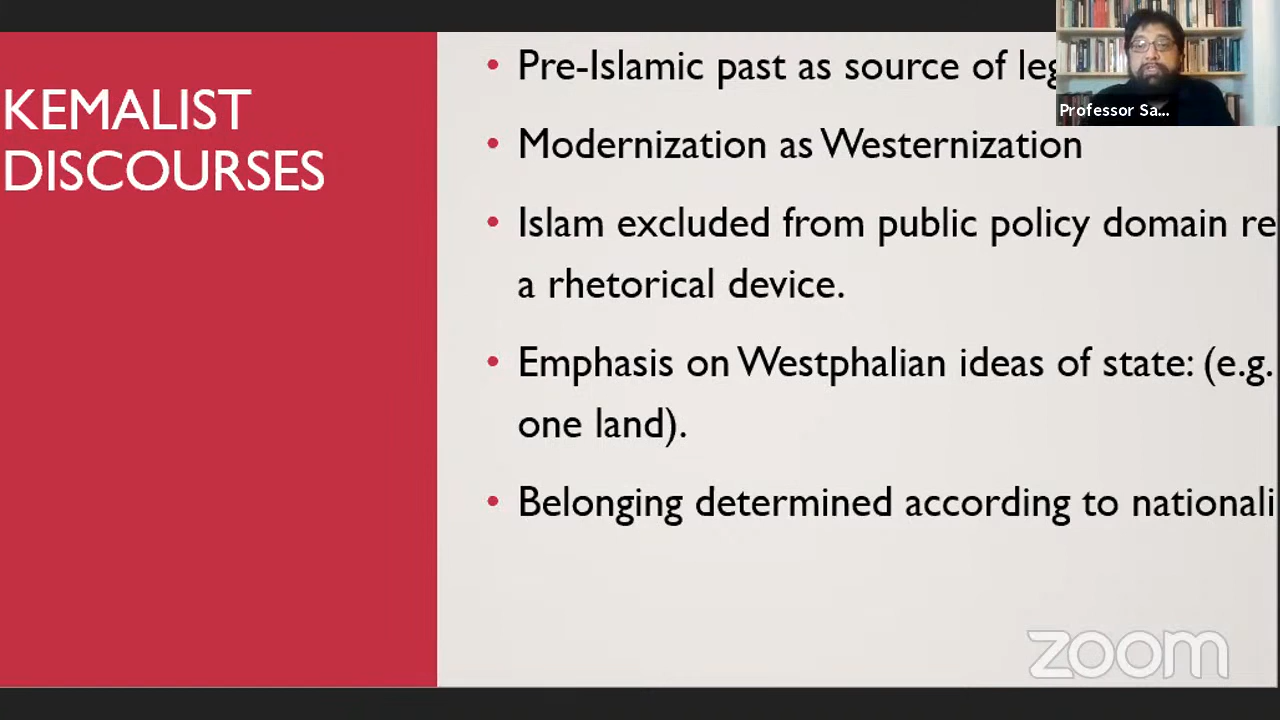 KEMALIST
DISCOURSES
• Pre-Islamic past as source of leg
Professor Sa...
• Modernization as Westernization
• Islam excluded from public policy domain re
a rhetorical device.
• Emphasis on Westphalian ideas of state: (e.g.
one land).
• Belonging determined according to nationali
zoom